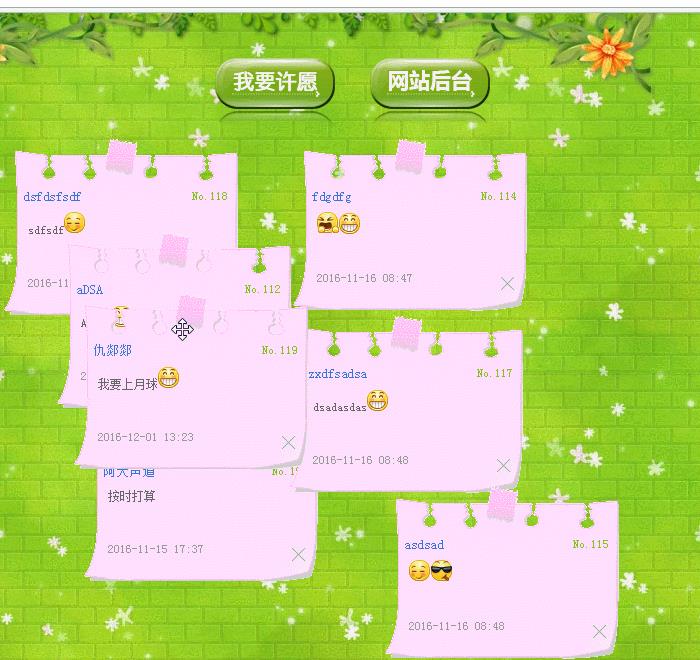 我要许愿
网站后台
dsfdsfsdf
No.118
sdfsdf
2016-11
fdgdfg
No.114
2016-11-16 08:47
aDSA
No.112
A
2
仇郯郯
No.119
我要上月球
2016-12-01 13:23
zxdfsadsa
No.117
dsadasdas
2016-11-16 08:48
按时打算
2016-11-15 17:37
asdsad
No.115
2016-11-16 08:48